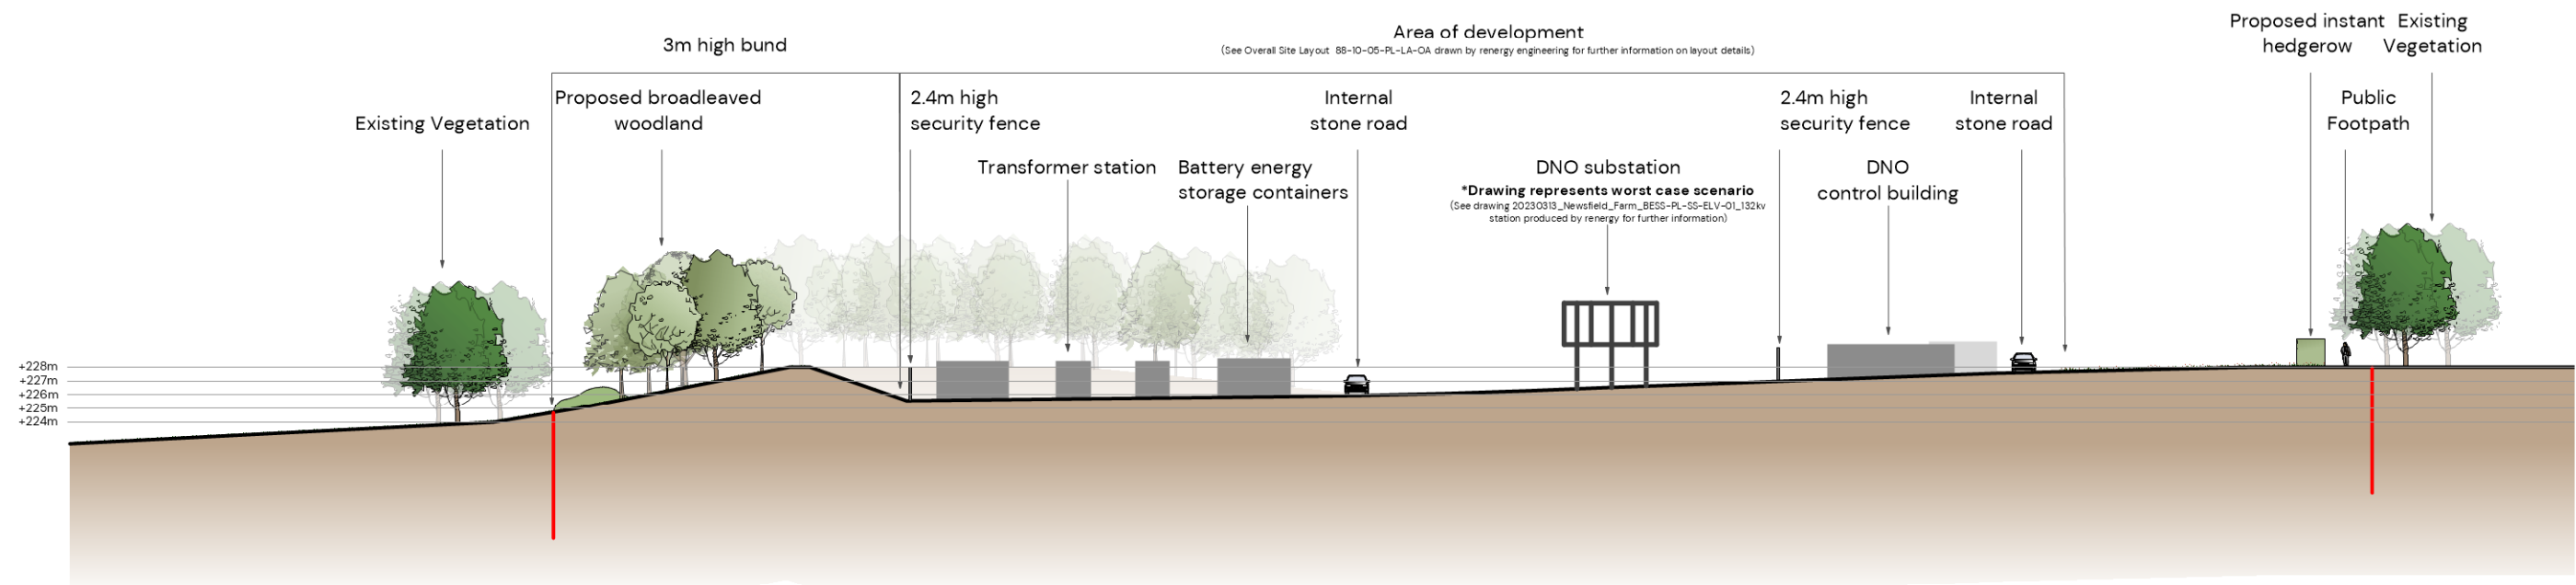 Area of development
(See Overall Site Layout 88-10-05-PL-LA-OA drawn by renergy engineering for further information on layout details)
3m high bund
Proposed instant
hedgerow
Existing
Vegetation
Existing Vegetation
Proposed broadleaved
woodland
2.4m high
security fence
Internal
stone road
2.4m high
security fence
Internal
stone road
Public
Footpath
Transformer station
Battery energy
storage containers
DNO substation
*Drawing represents worst case scenario
(See drawing 20230313_Newsfield_Farm_BESS-PL-SS-ELV-01_132kv
station produced by renergy for further information)
DNO
control building
+228m
+227m
+226m
+225m
+224m